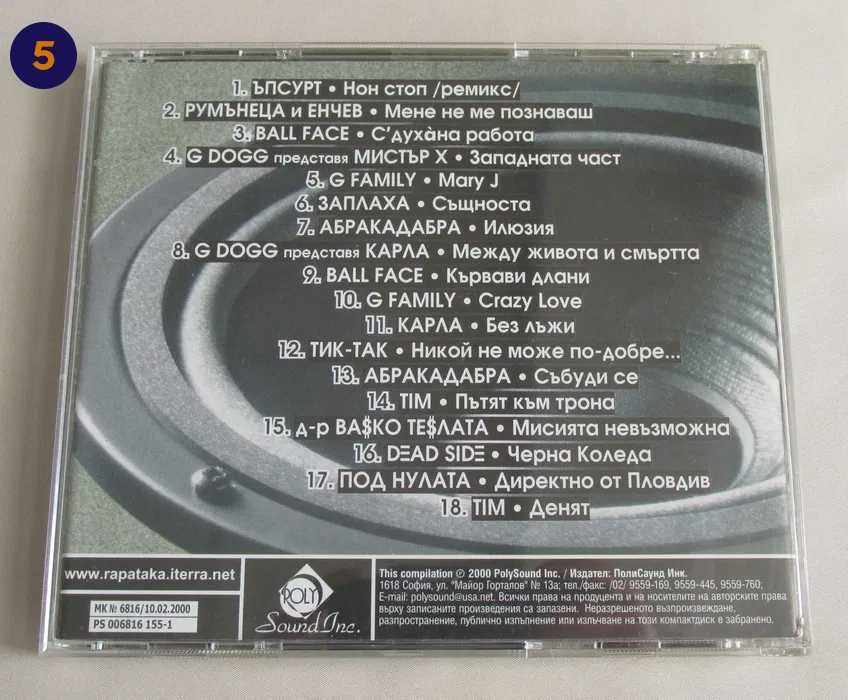 5
1. ЪПСУРТ • Нон стоп /ремикс/
2. РУМЪНЕЦА и ЕНЧЕВ • Мене не ме познаваш
3. BALL FACE • С'духàна работа
4. G DOGG представя МИСТЪР Х • Западната част
5. G FAMILY • Mary J
6. ЗАПЛАХА • Същноста
7. АБРАКАДАБРА • Илюзия
8. G DOGG представя КАРЛА • Между живота и смъртта
9. BALL FACE • Кървави длани
10. G FAMILY • Crazy Love
11. КАРЛА • Без лъжи
12. ТИК-ТАК • Никой не може по-добре...
13. АБРАКАДАБРА • Събуди се
14. TIM • Пътят към трона
15. д-р ВА$КО ТЕ$ЛАТА • Мисията невъзможна
16. DEAD SIDE • Черна Коледа
17. ПОД НУЛАТА • Директно от Пловдив
18. TIM • Денят
www.rapataka.iterra.net
МК № 6816/10.02.2000
PS 006816 155-1
POLY
Sound Inc.
This compilation ℗ 2000 PolySound Inc. / Издател: ПолиСаунд Инк.
1618 София, ул. "Майор Горталов" № 13а; тел./факс: /02/ 9559-169, 9559-445, 9559-760;
E-mail: polysound@usa.net. Всички права на продуцента и на носителите на авторските права
върху записаните произведения са запазени. Неразрешеното възпроизвеждане,
разпространение, публично изпълнение или излъчване на този компактдиск е забранено.